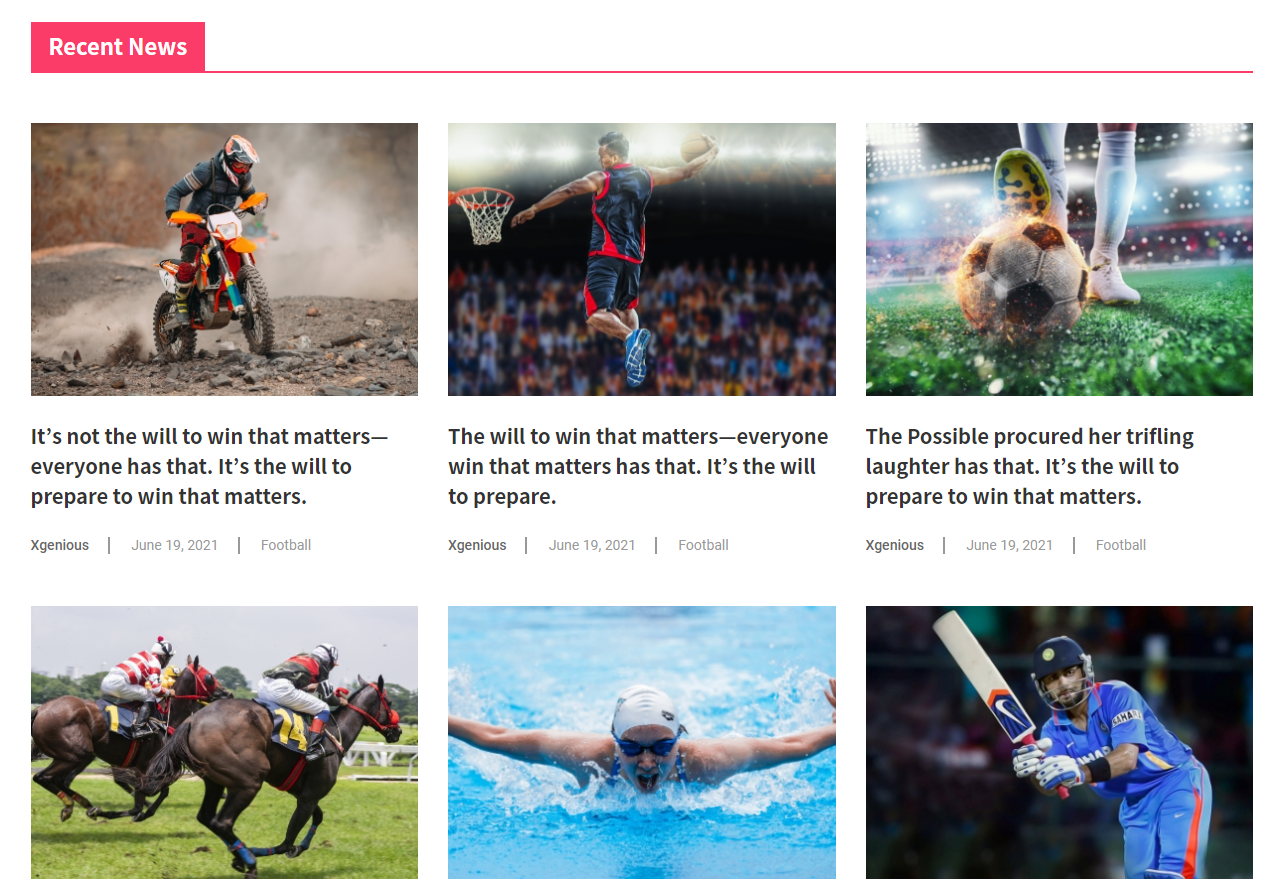 Recent News
It’s not the will to win that matters—
everyone has that. It’s the will to
prepare to win that matters.
Xgenious | June 19, 2021 | Football
The will to win that matters—everyone
win that matters has that. It’s the will
to prepare.
Xgenious | June 19, 2021 | Football
The Possible procured her trifling
laughter has that. It’s the will to
prepare to win that matters.
Xgenious | June 19, 2021 | Football
14
SAHARA